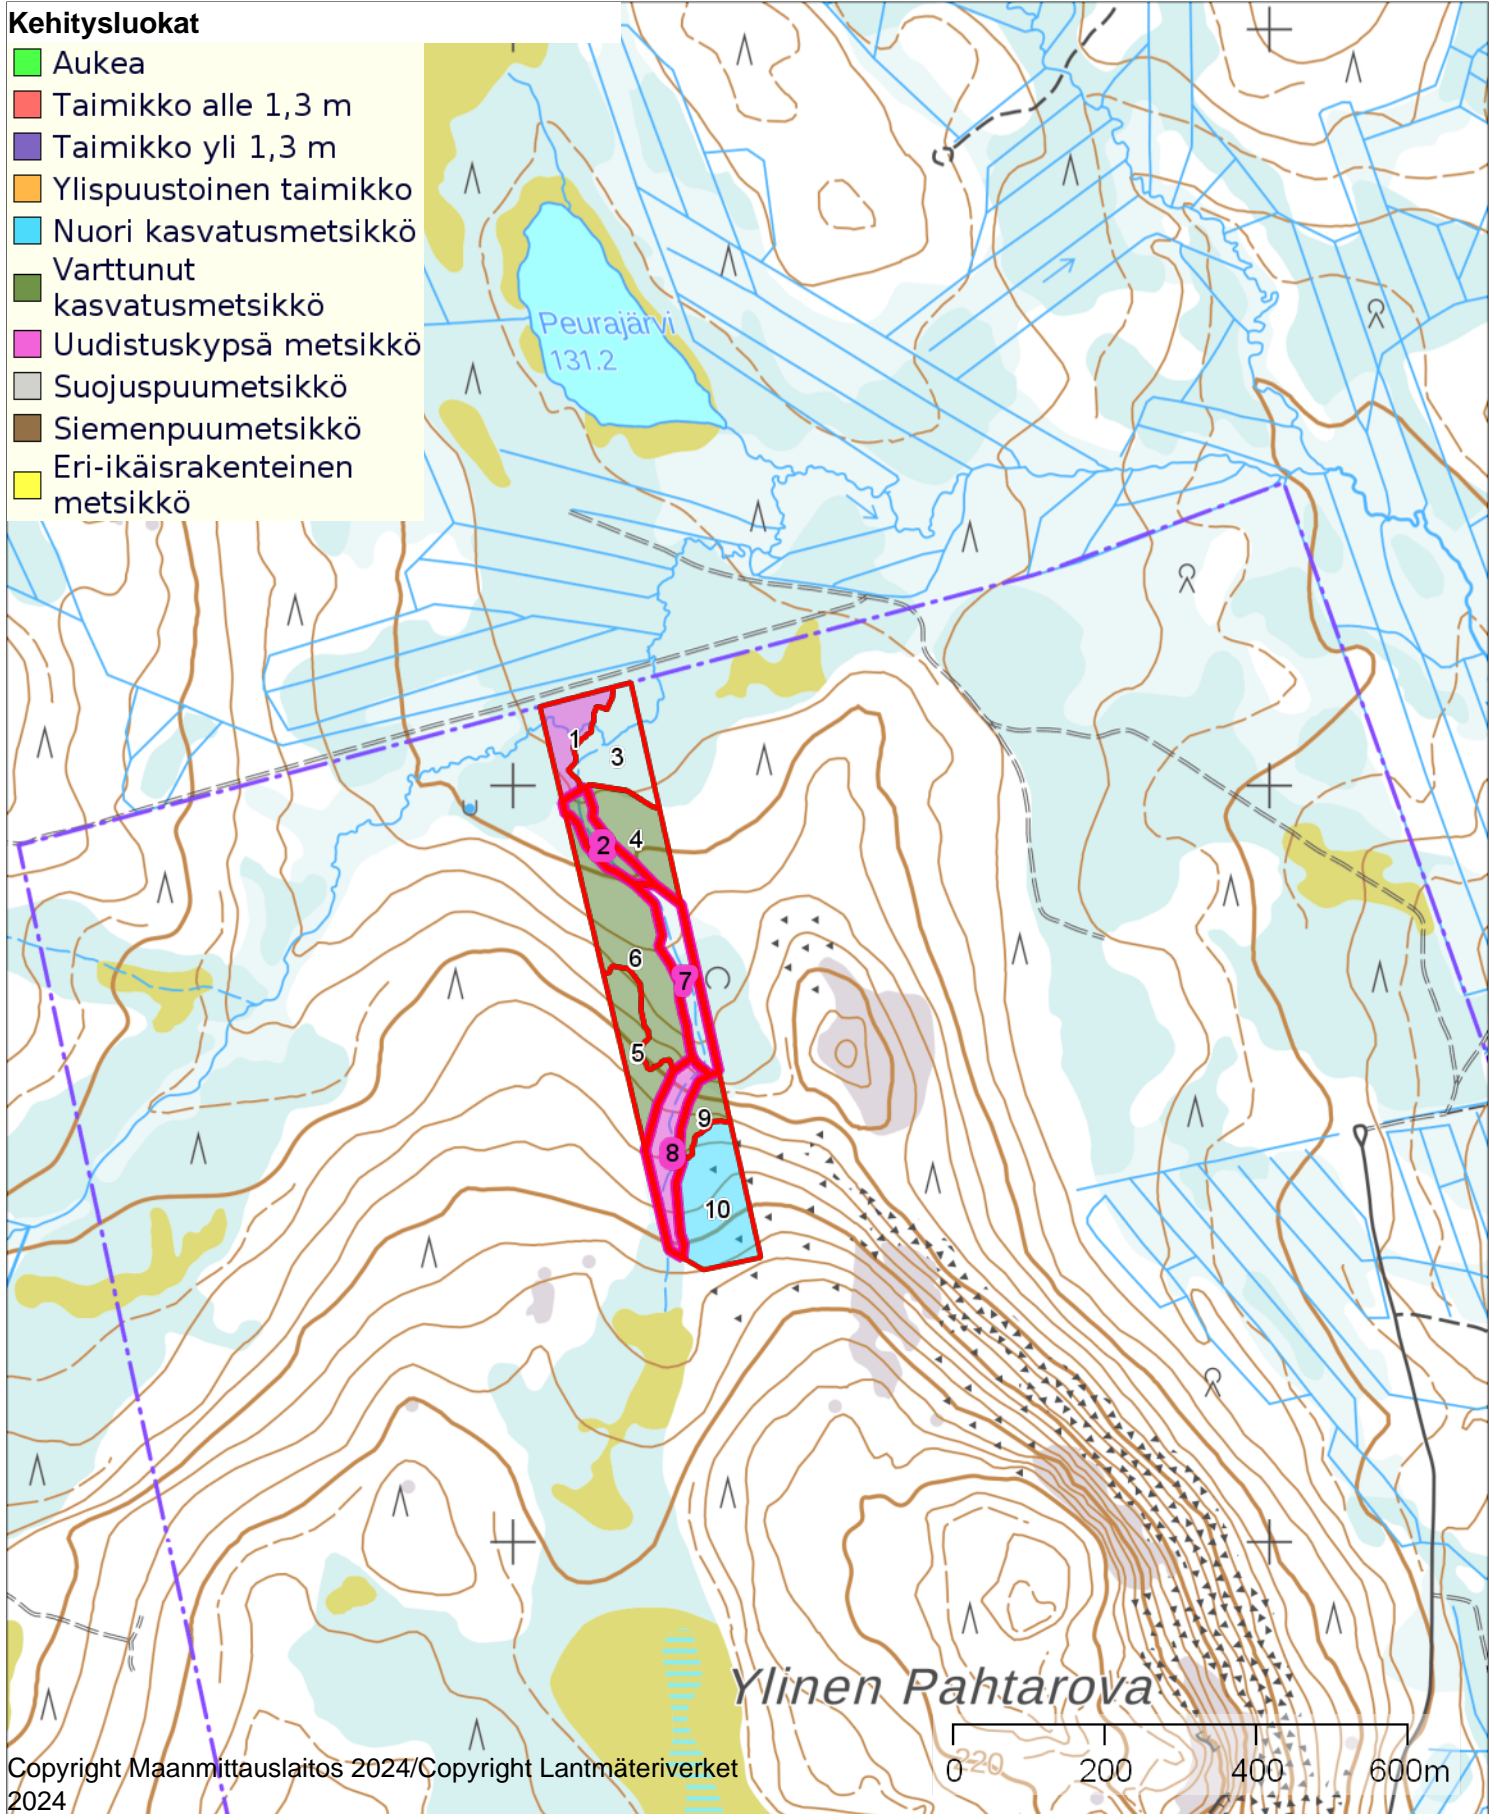 Kehitysluokat
Aukea
Taimikko alle 1,3 m
Taimikko yli 1,3 m
Ylispuustoinen taimikko
Nuori kasvatusmetsikkö
Varttunut
kasvatusmetsikkö
Uudistuskypsä metsikkö
Suojuspuumetsikkö
Siemenpuumetsikkö
Eri-ikäisrakenteinen
metsikkö
Peurajärvi
131.2
1
3
2
4
6
7
5
9
8
10
Ylinen Pahtarova
220
0
200
400
600m
Copyright Maanmittauslaitos 2024/Copyright Lantmäteriverket
2024